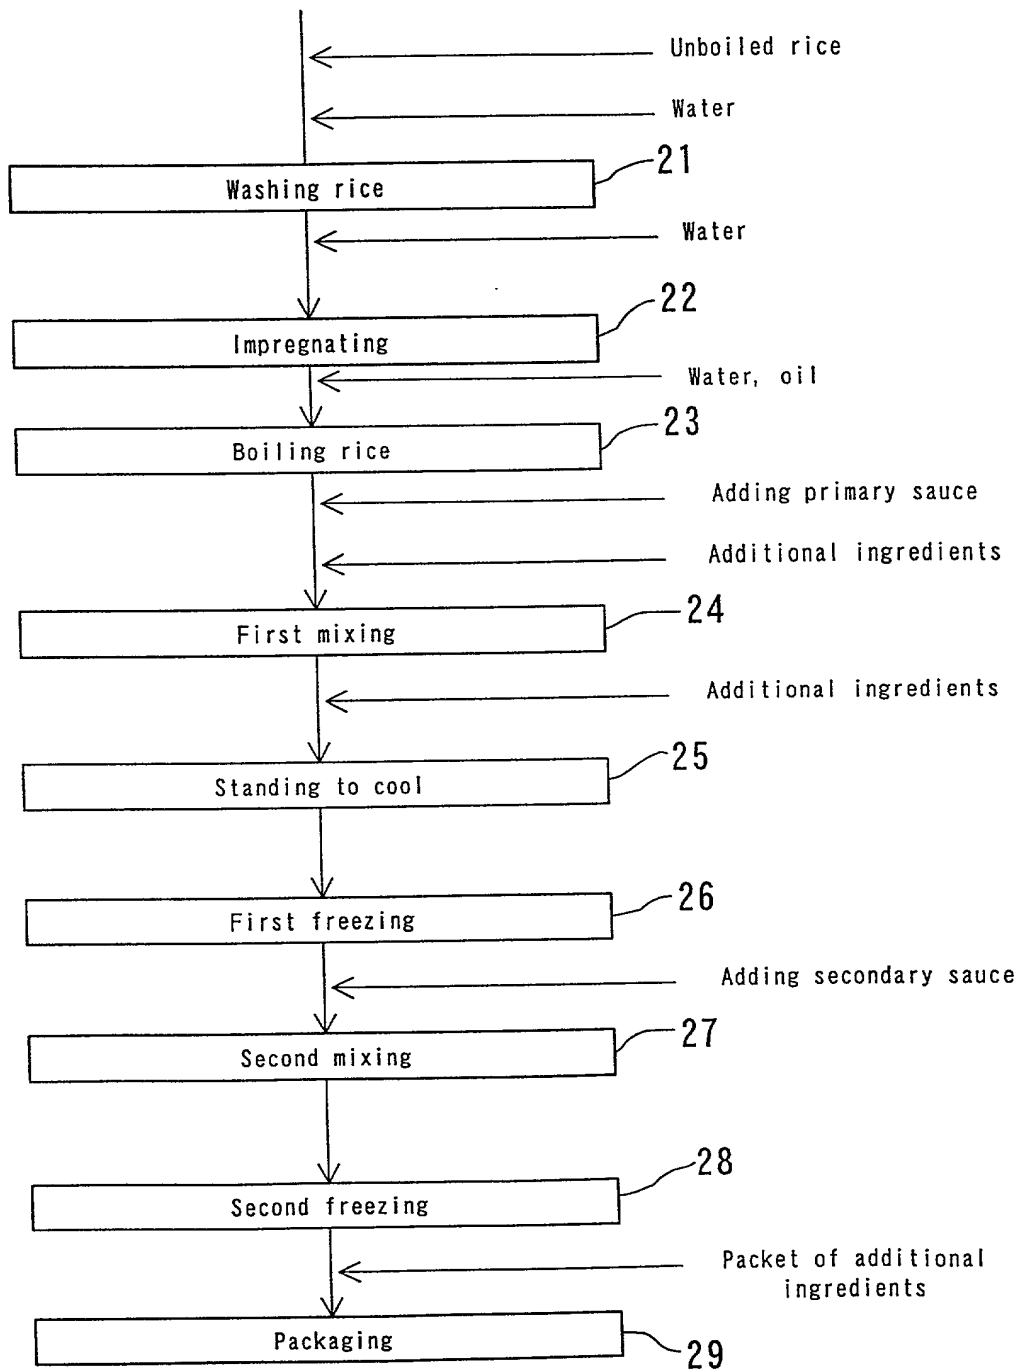 Unboiled rice
Water
21
Washing rice
Water
22
Impregnating
Water, oil
23
Boiling rice
Adding primary sauce
Additional ingredients
24
First mixing
Additional ingredients
25
Standing to cool
26
First freezing
Adding secondary sauce
27
Second mixing
28
Second freezing
Packet of additional
ingredients
Packaging
29